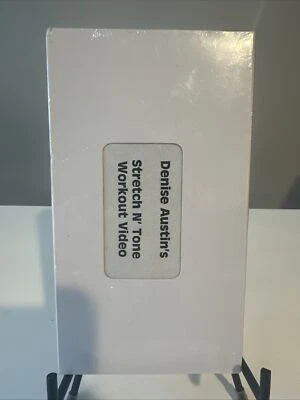 Denise Austin's
Stretch N' Tone
Workout Video